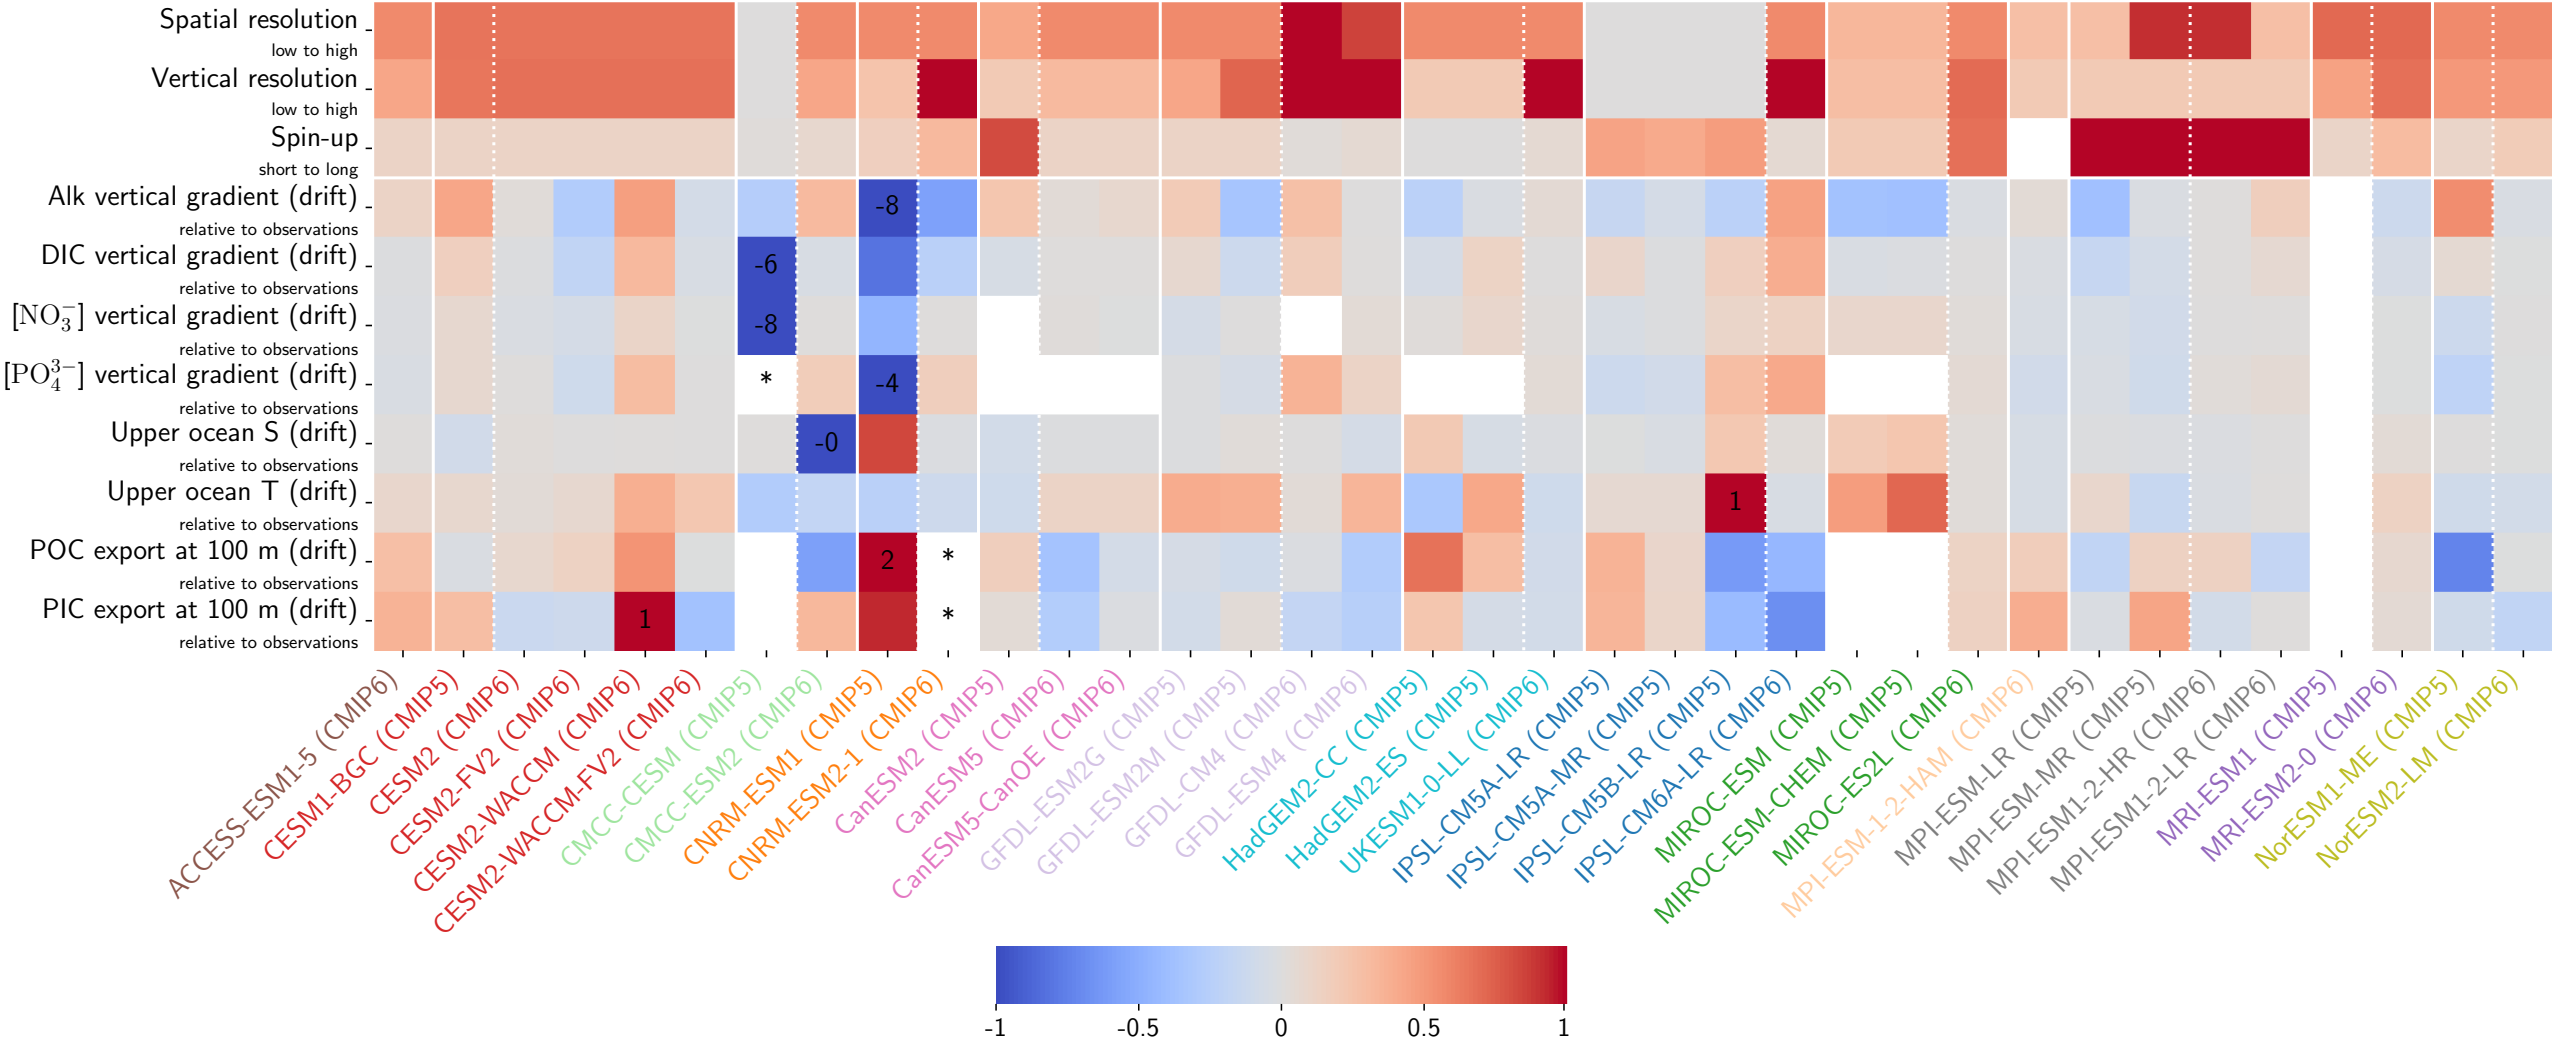 Spatial resolution
low to high
Vertical resolution
low to high
Spin-up
short to long
Alk vertical gradient (drift)
-8
relative to observations
DIC vertical gradient (drift)
-6
relative to observations
[NO₃⁻] vertical gradient (drift)
-8
relative to observations
[PO₄³⁻] vertical gradient (drift)
* -4
relative to observations
Upper ocean S (drift)
-0
relative to observations
Upper ocean T (drift)
1
relative to observations
POC export at 100 m (drift)
2 *
relative to observations
PIC export at 100 m (drift)
1 *
relative to observations
ACCESS-ESM1-5 (CMIP6)
CESM1-BGC (CMIP5)
CESM2 (CMIP6)
CESM2-FV2 (CMIP6)
CESM2-WACCM (CMIP6)
CESM2-WACCM-FV2 (CMIP6)
CMCC-CESM (CMIP5)
CMCC-ESM2 (CMIP6)
CNRM-ESM1 (CMIP5)
CNRM-ESM2-1 (CMIP6)
CanESM2 (CMIP5)
CanESM5 (CMIP6)
CanESM5-CanOE (CMIP6)
GFDL-ESM2G (CMIP5)
GFDL-ESM2M (CMIP5)
GFDL-CM4 (CMIP6)
GFDL-ESM4 (CMIP6)
HadGEM2-CC (CMIP5)
HadGEM2-ES (CMIP5)
UKESM1-0-LL (CMIP6)
IPSL-CM5A-LR (CMIP5)
IPSL-CM5A-MR (CMIP5)
IPSL-CM5B-LR (CMIP5)
IPSL-CM6A-LR (CMIP6)
MIROC-ESM (CMIP5)
MIROC-ESM-CHEM (CMIP5)
MIROC-ES2L (CMIP6)
MPI-ESM-1-2-HAM (CMIP6)
MPI-ESM-LR (CMIP5)
MPI-ESM-MR (CMIP5)
MPI-ESM1-2-HR (CMIP6)
MPI-ESM1-2-LR (CMIP6)
MRI-ESM1 (CMIP5)
MRI-ESM2-0 (CMIP6)
NorESM1-ME (CMIP5)
NorESM2-LM (CMIP6)
-1 -0.5 0 0.5 1